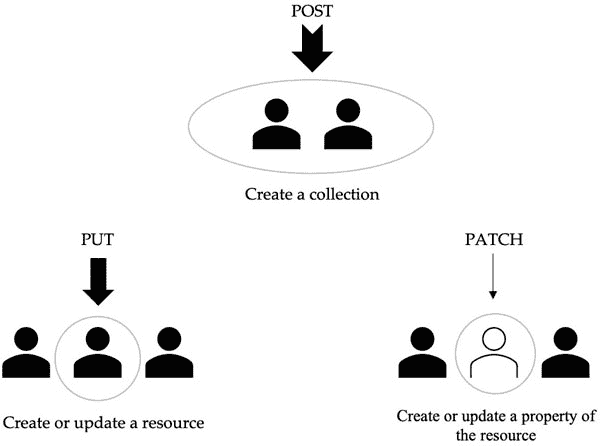 POST
Create a collection
PUT
PATCH
Create or update a resource
Create or update a property of
the resource